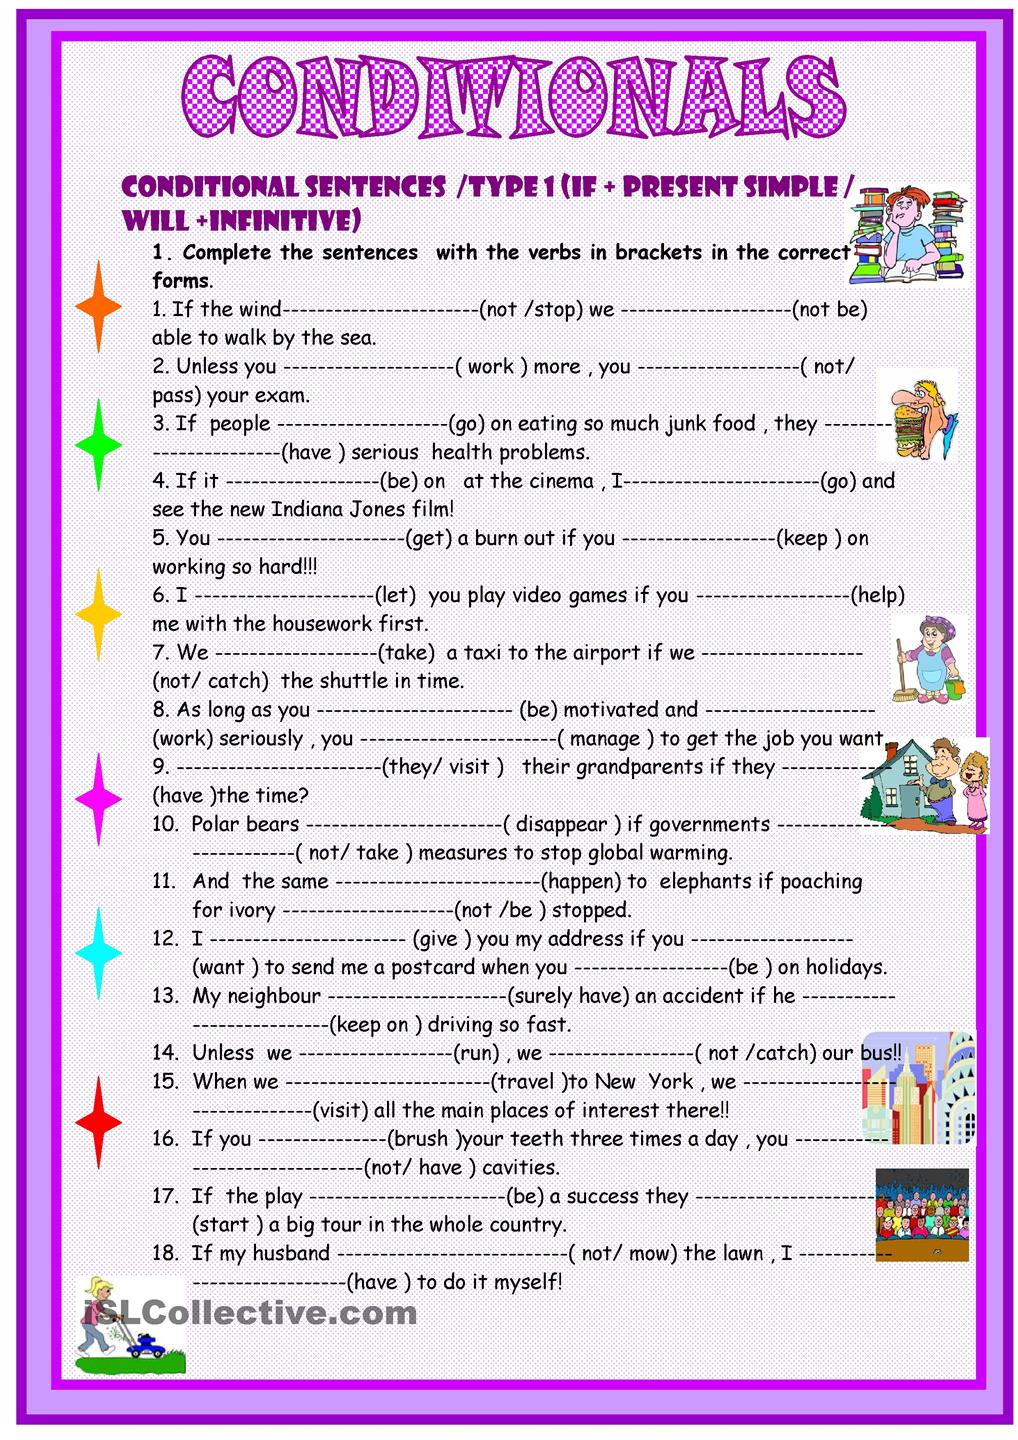 CONDITIONALS
CONDITIONAL SENTENCES /TYPE 1 (IF + PRESENT SIMPLE /
WILL +INFINITIVE)
1. Complete the sentences with the verbs in brackets in the correct
forms.
1. If the wind-----------------------(not /stop) we --------------------(not be)
able to walk by the sea.
2. Unless you --------------------( work ) more , you -------------------( not/
pass) your exam.
3. If people --------------------(go) on eating so much junk food , they --------
---------------(have ) serious health problems.
4. If it ------------------(be) on at the cinema , I-----------------------(go) and
see the new Indiana Jones film!
5. You ----------------------(get) a burn out if you ------------------(keep ) on
working so hard!!!
6. I ---------------------(let) you play video games if you ------------------(help)
me with the housework first.
7. We -------------------(take) a taxi to the airport if we -------------------
(not/ catch) the shuttle in time.
8. As long as you ----------------------- (be) motivated and --------------------
(work) seriously , you -----------------------( manage ) to get the job you want.
9. ------------------------(they/ visit ) their grandparents if they -------------
(have )the time?
10. Polar bears -----------------------( disappear ) if governments -------------
------------( not/ take ) measures to stop global warming.
11. And the same ------------------------(happen) to elephants if poaching
for ivory --------------------(not /be ) stopped.
12. I ----------------------- (give ) you my address if you -------------------
(want ) to send me a postcard when you ------------------(be ) on holidays.
13. My neighbour ---------------------(surely have) an accident if he -----------
----------------(keep on ) driving so fast.
14. Unless we ------------------(run) , we -----------------( not /catch) our bus!!
15. When we ------------------------(travel )to New York , we ------------------
--------------(visit) all the main places of interest there!!
16. If you ---------------(brush )your teeth three times a day , you -----------
--------------------(not/ have ) cavities.
17. If the play -----------------------(be) a success they ----------------------
(start ) a big tour in the whole country.
18. If my husband ---------------------------( not/ mow) the lawn , I -----------
------------------(have ) to do it myself!
iSLCollective.com